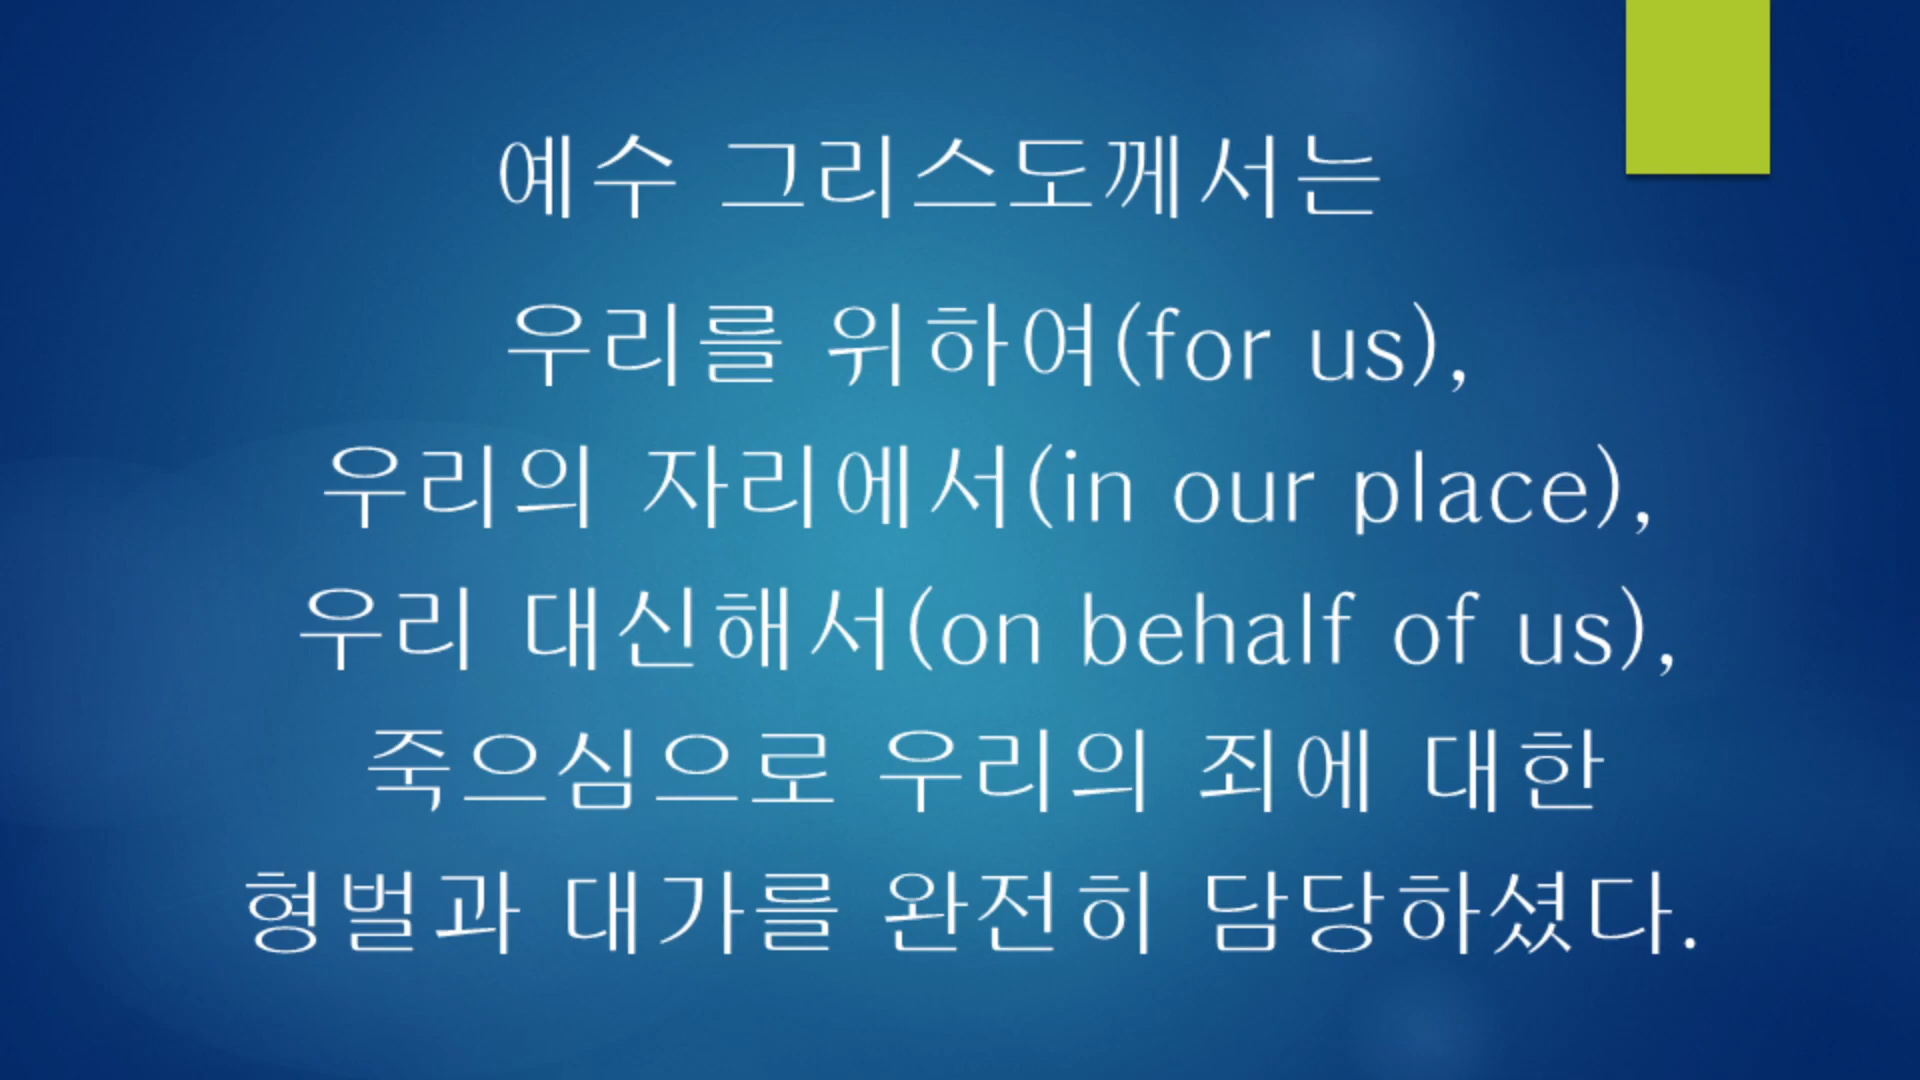 예수 그리스도께서는
우리를 위하여(for us),
우리의 자리에서(in our place),
우리 대신해서(on behalf of us),
죽으심으로 우리의 죄에 대한
형벌과 대가를 완전히 담당하셨다.